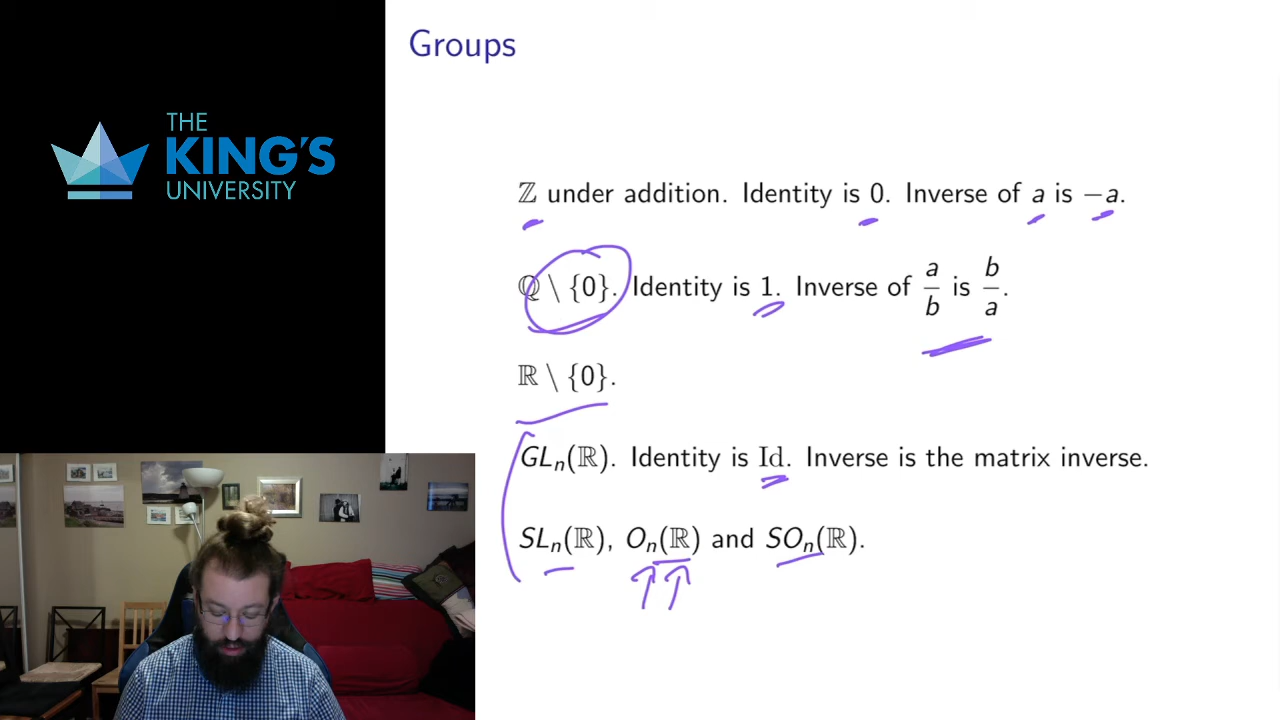 THE
KING'S
UNIVERSITY
Groups
ℤ under addition. Identity is 0. Inverse of a is −a.
ℚ \ {0}. Identity is 1. Inverse of a/b is b/a.
ℝ \ {0}.
GLₙ(ℝ). Identity is Id. Inverse is the matrix inverse.
SLₙ(ℝ), Oₙ(ℝ) and SOₙ(ℝ).